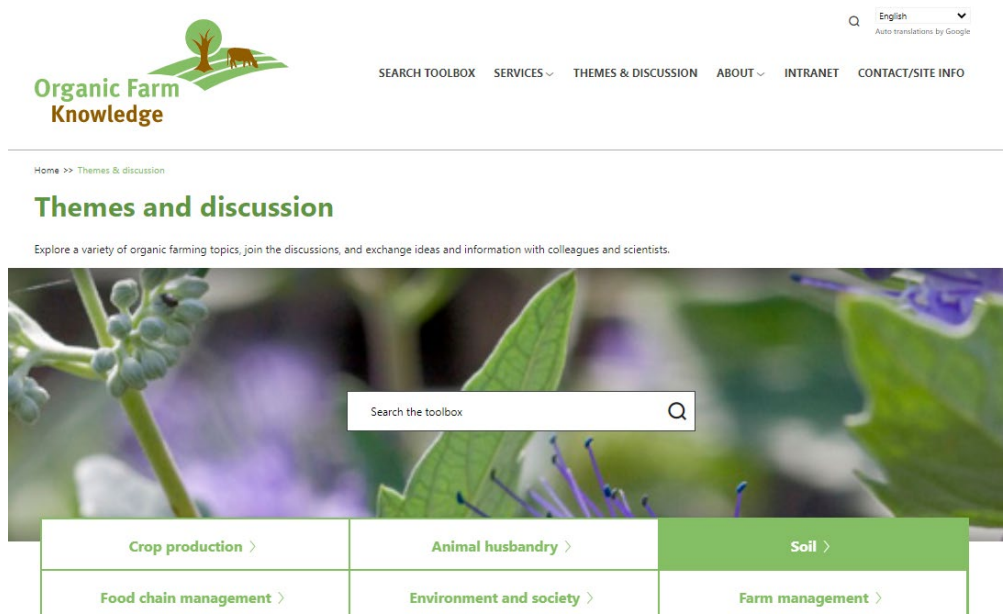 English
Auto translations by Google
Organic Farm
Knowledge
SEARCH TOOLBOX SERVICES THEMES & DISCUSSION ABOUT INTRANET CONTACT/SITE INFO
Home >> Themes & discussion
Themes and discussion
Explore a variety of organic farming topics, join the discussions, and exchange ideas and information with colleagues and scientists.
Search the toolbox
Crop production Animal husbandry Soil
Food chain management Environment and society Farm management